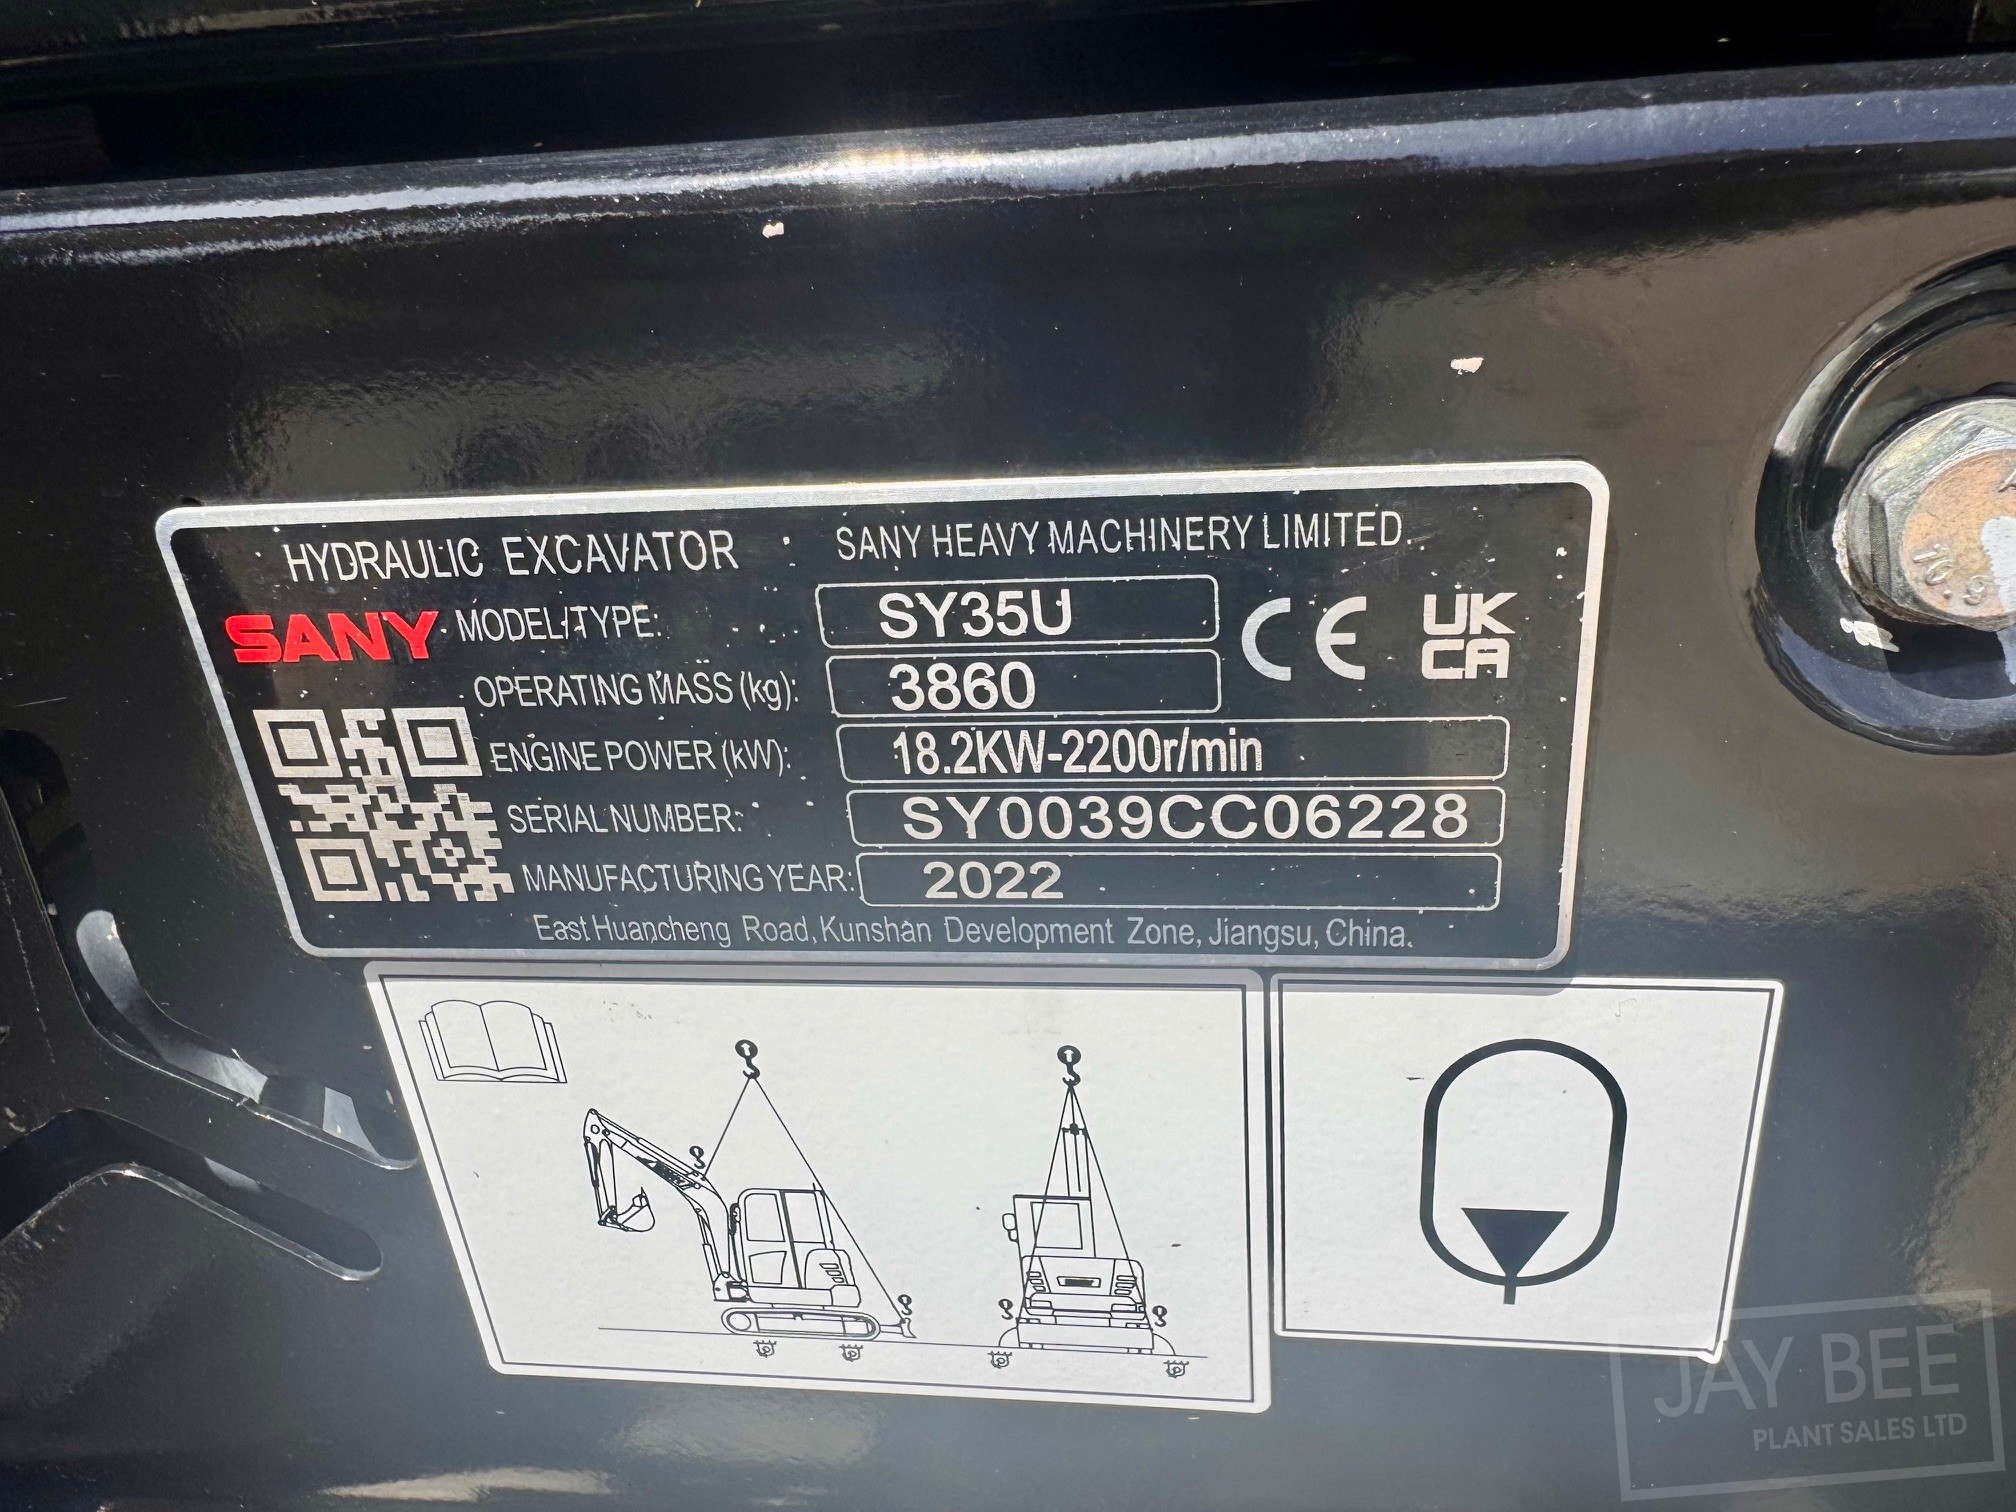 HYDRAULIC EXCAVATOR
SANY HEAVY MACHINERY LIMITED.
SANY MODEL/TYPE: SY35U
CE UK CA
OPERATING MASS (kg): 3860
ENGINE POWER (kW): 18.2KW-2200r/min
SERIAL NUMBER: SY0039CC06228
MANUFACTURING YEAR: 2022
East Huancheng Road, Kunshan Development Zone, Jiangsu, China.
10.9
JAY BEE
PLANT SALES LTD